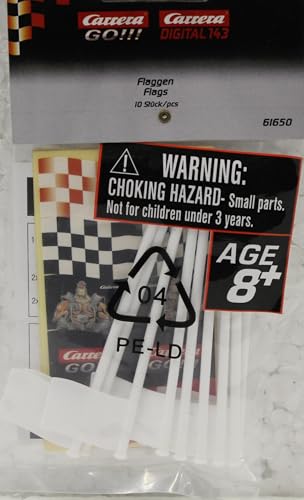 Carrera Carrera
GO!!! DIGITAL 143
Flaggen
Flags
10 Stück/pcs
61650
WARNING:
CHOKING HAZARD- Small parts.
Not for children under 3 years.
AGE
8+
04
PE-LD
Carrera Carrera
GO!!!